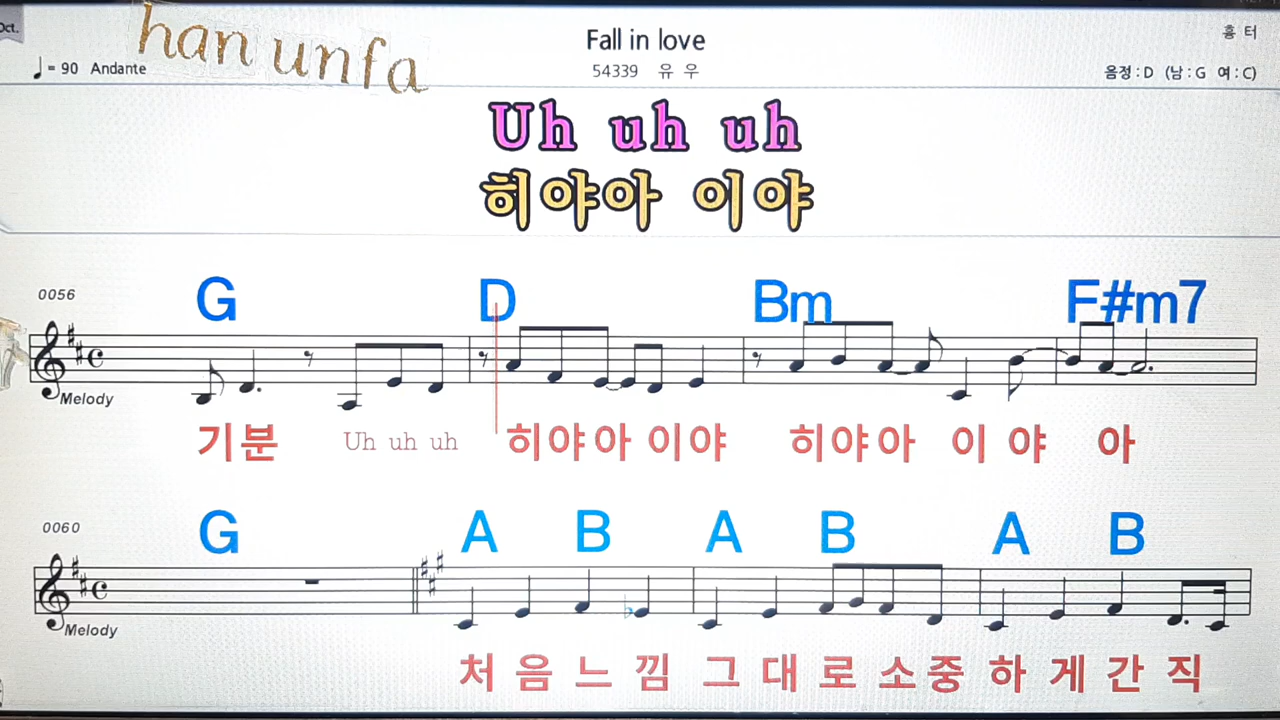 Oct.
han unfa
Fall in love
흉 터
♩= 90 Andante
54339 유 우
음정 : D (남 : G 여 : C)
Uh uh uh
히야아 이야
0056
G D Bm F#m7
Melody
기분 Uh uh uh 히야아 이야 히야아 이 야 아
0060
G A B A B A B
Melody
처 음 느 낌 그 대 로 소 중 하 게 간 직